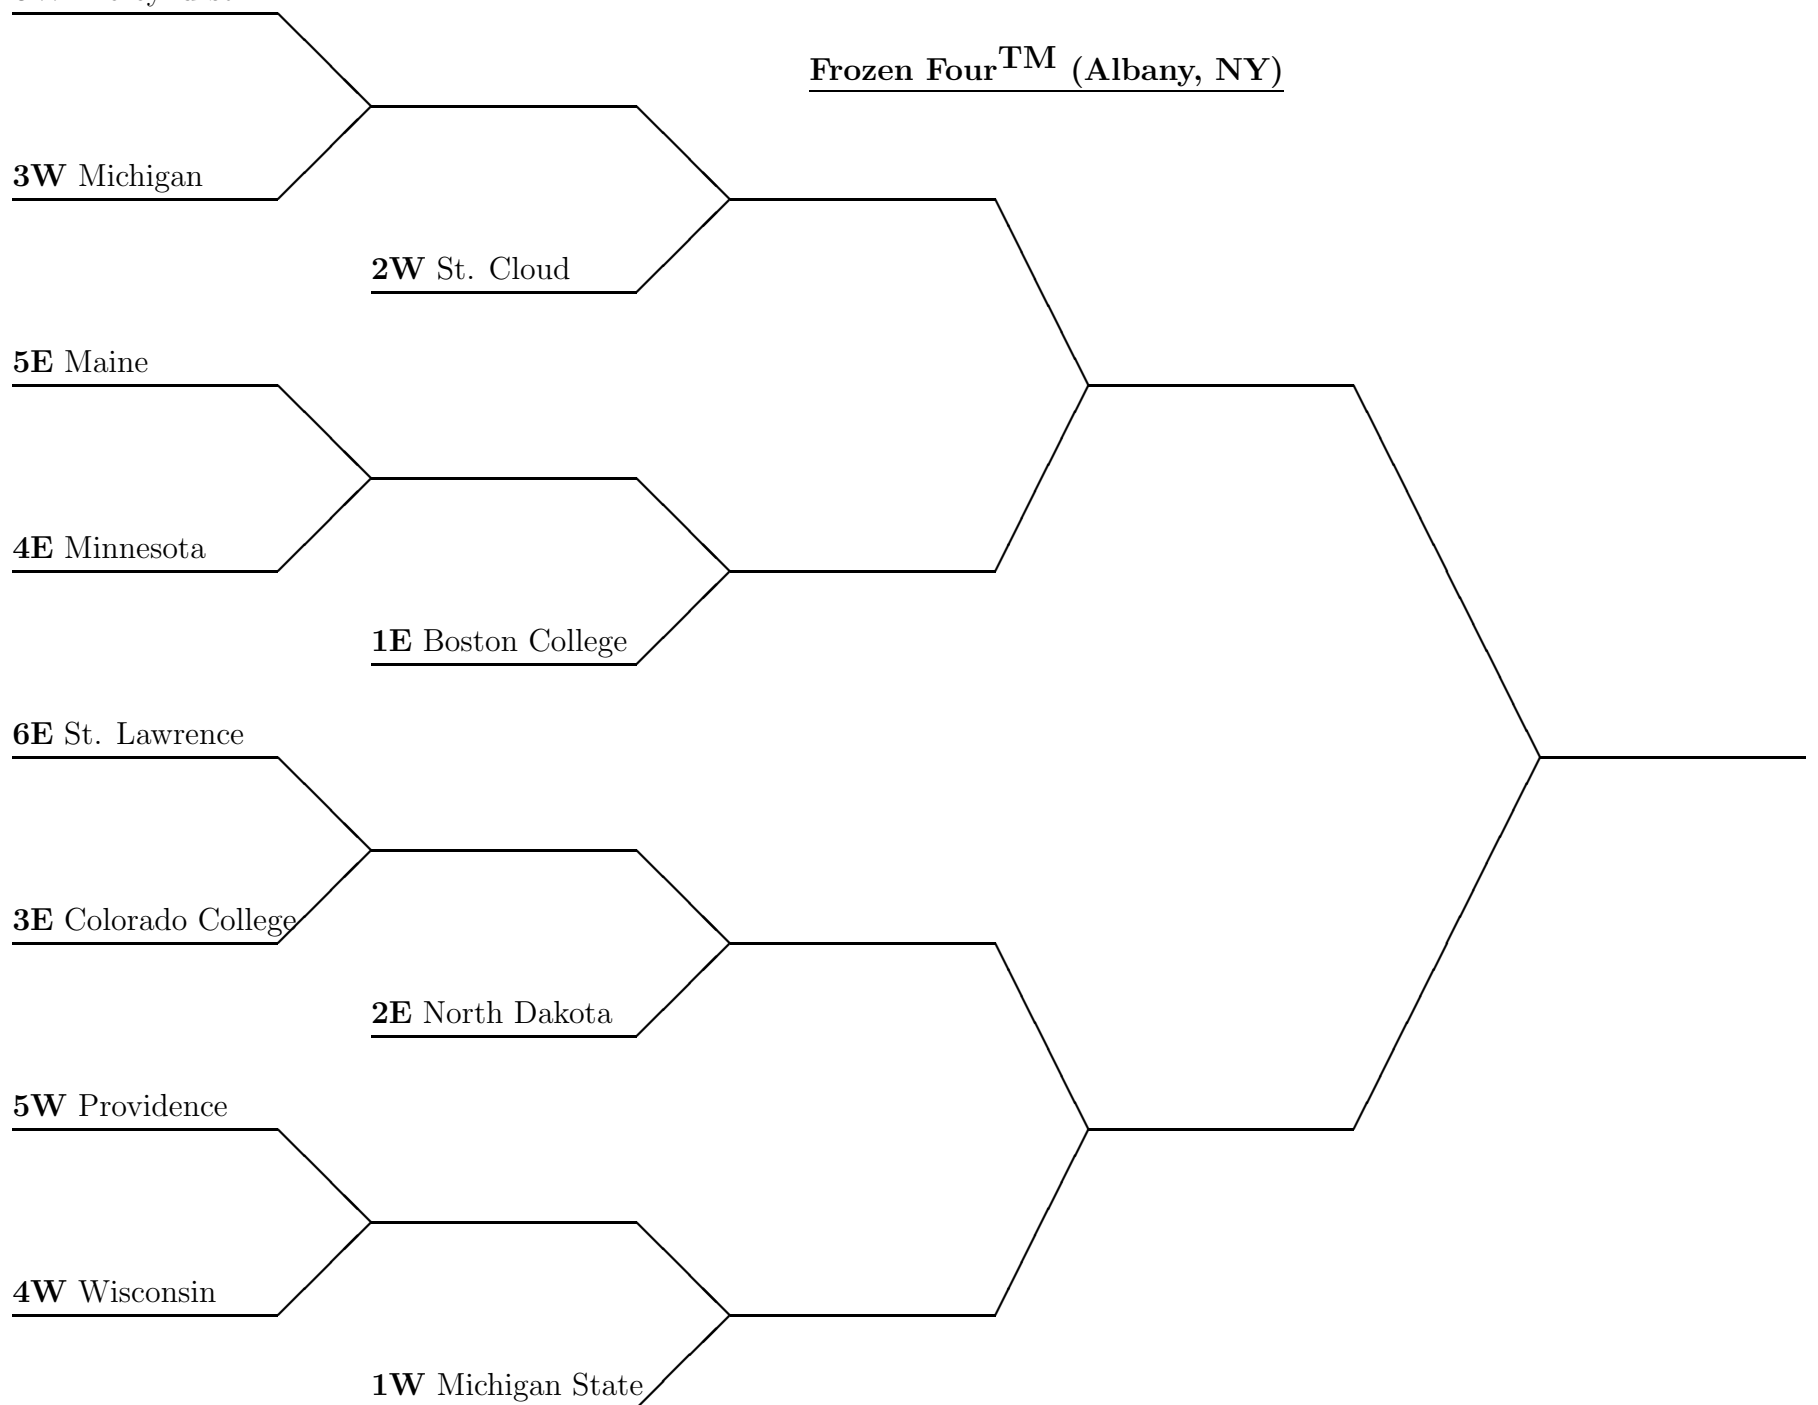 Frozen Four™ (Albany, NY)
3W Michigan
2W St. Cloud
5E Maine
4E Minnesota
1E Boston College
6E St. Lawrence
3E Colorado College
2E North Dakota
5W Providence
4W Wisconsin
1W Michigan State